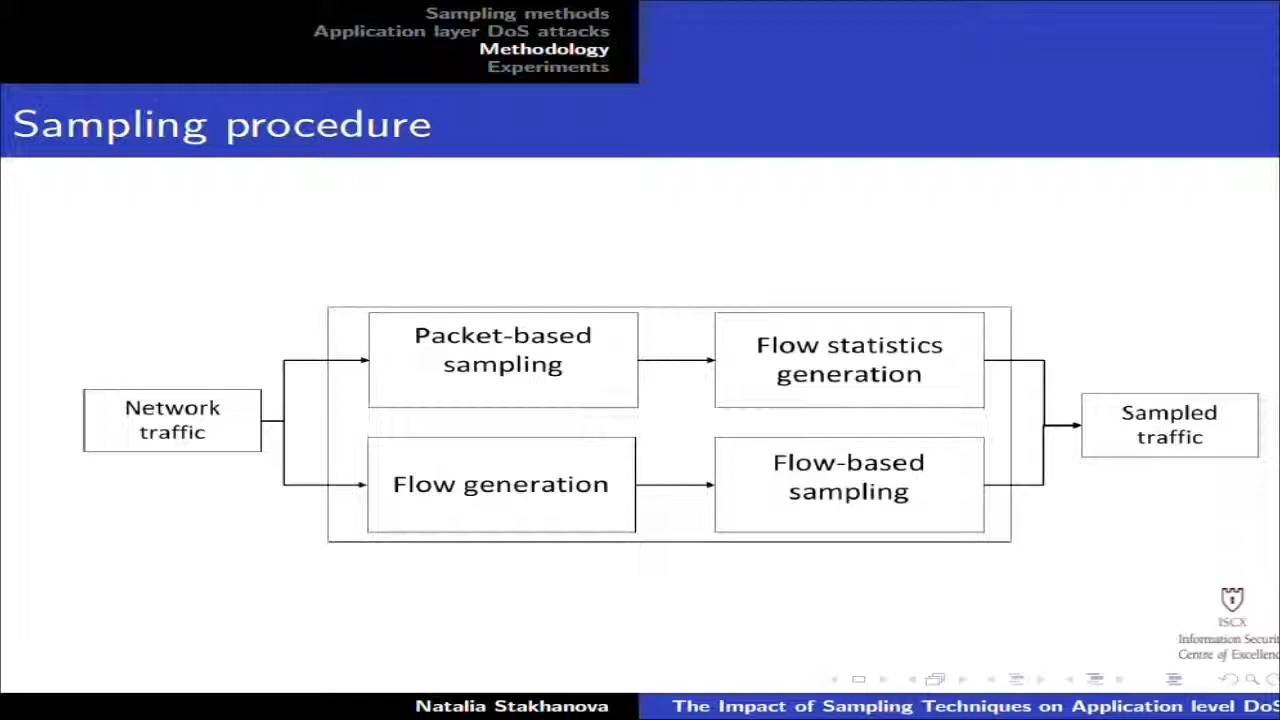 Sampling methods
Application layer DoS attacks
Methodology
Experiments
Sampling procedure
Packet-based
sampling
Flow statistics
generation
Network
traffic
Sampled
traffic
Flow generation
Flow-based
sampling
ISCX
Information Securit
Centre of Excellenc
Natalia Stakhanova
The Impact of Sampling Techniques on Application level DoS